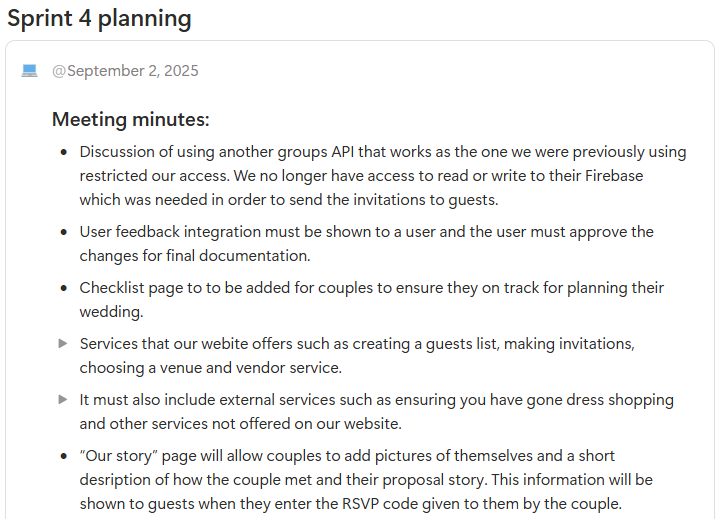 Sprint 4 planning
@September 2, 2025
Meeting minutes:
• Discussion of using another groups API that works as the one we were previously using
restricted our access. We no longer have access to read or write to their Firebase
which was needed in order to send the invitations to guests.
• User feedback integration must be shown to a user and the user must approve the
changes for final documentation.
• Checklist page to to be added for couples to ensure they on track for planning their
wedding.
▶ Services that our webite offers such as creating a guests list, making invitations,
choosing a venue and vendor service.
▶ It must also include external services such as ensuring you have gone dress shopping
and other services not offered on our website.
• “Our story” page will allow couples to add pictures of themselves and a short
desription of how the couple met and their proposal story. This information will be
shown to guests when they enter the RSVP code given to them by the couple.